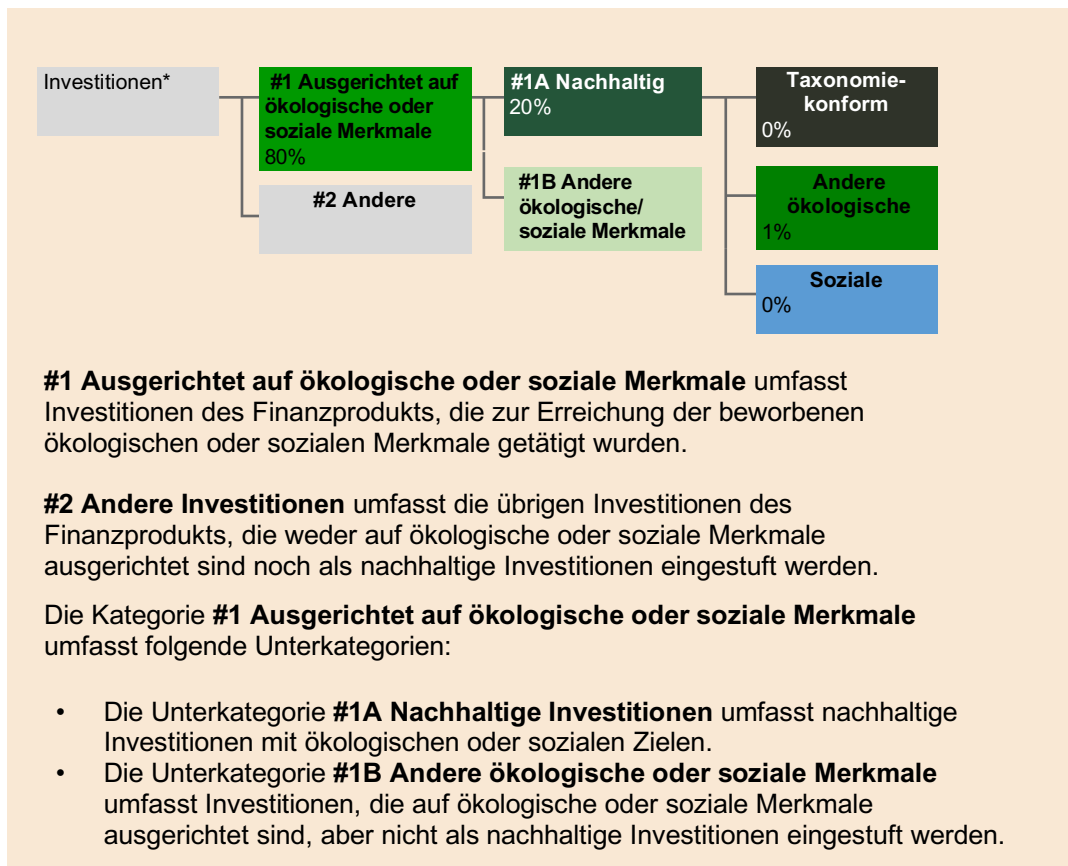 Investitionen*
#1 Ausgerichtet auf
ökologische oder
soziale Merkmale
80%
#2 Andere
#1A Nachhaltig
20%
#1B Andere
ökologische/
soziale Merkmale
Taxonomie-
konform
0%
Andere
ökologische
1%
Soziale
0%
#1 Ausgerichtet auf ökologische oder soziale Merkmale umfasst
Investitionen des Finanzprodukts, die zur Erreichung der beworbenen
ökologischen oder sozialen Merkmale getätigt wurden.
#2 Andere Investitionen umfasst die übrigen Investitionen des
Finanzprodukts, die weder auf ökologische oder soziale Merkmale
ausgerichtet sind noch als nachhaltige Investitionen eingestuft werden.
Die Kategorie #1 Ausgerichtet auf ökologische oder soziale Merkmale
umfasst folgende Unterkategorien:
• Die Unterkategorie #1A Nachhaltige Investitionen umfasst nachhaltige
Investitionen mit ökologischen oder sozialen Zielen.
• Die Unterkategorie #1B Andere ökologische oder soziale Merkmale
umfasst Investitionen, die auf ökologische oder soziale Merkmale
ausgerichtet sind, aber nicht als nachhaltige Investitionen eingestuft werden.